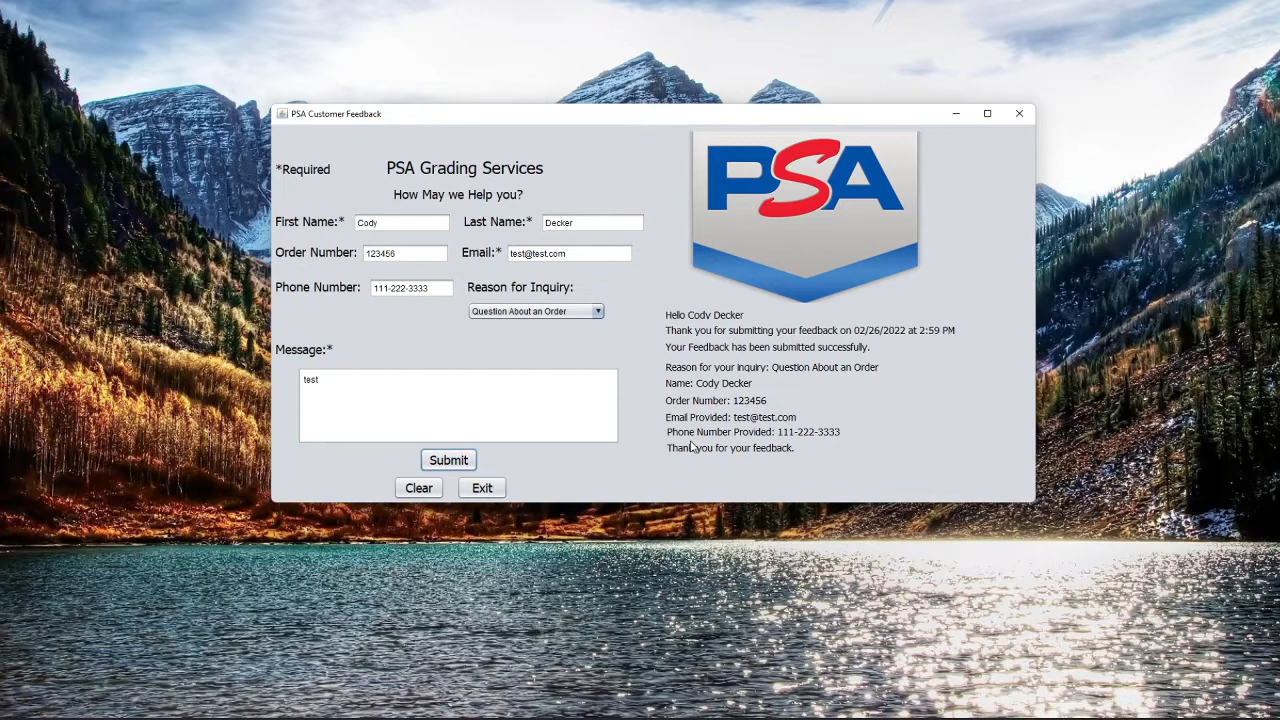 PSA Customer Feedback
*Required
PSA Grading Services
How May we Help you?
First Name:* Cody Last Name:* Decker
Order Number: 123456 Email:* test@test.com
Phone Number: 111-222-3333 Reason for Inquiry:
Question About an Order
Message:*
test
Submit
Clear Exit
PSA
Hello Cody Decker
Thank you for submitting your feedback on 02/26/2022 at 2:59 PM
Your Feedback has been submitted successfully.
Reason for your inquiry: Question About an Order
Name: Cody Decker
Order Number: 123456
Email Provided: test@test.com
Phone Number Provided: 111-222-3333
Thank you for your feedback.